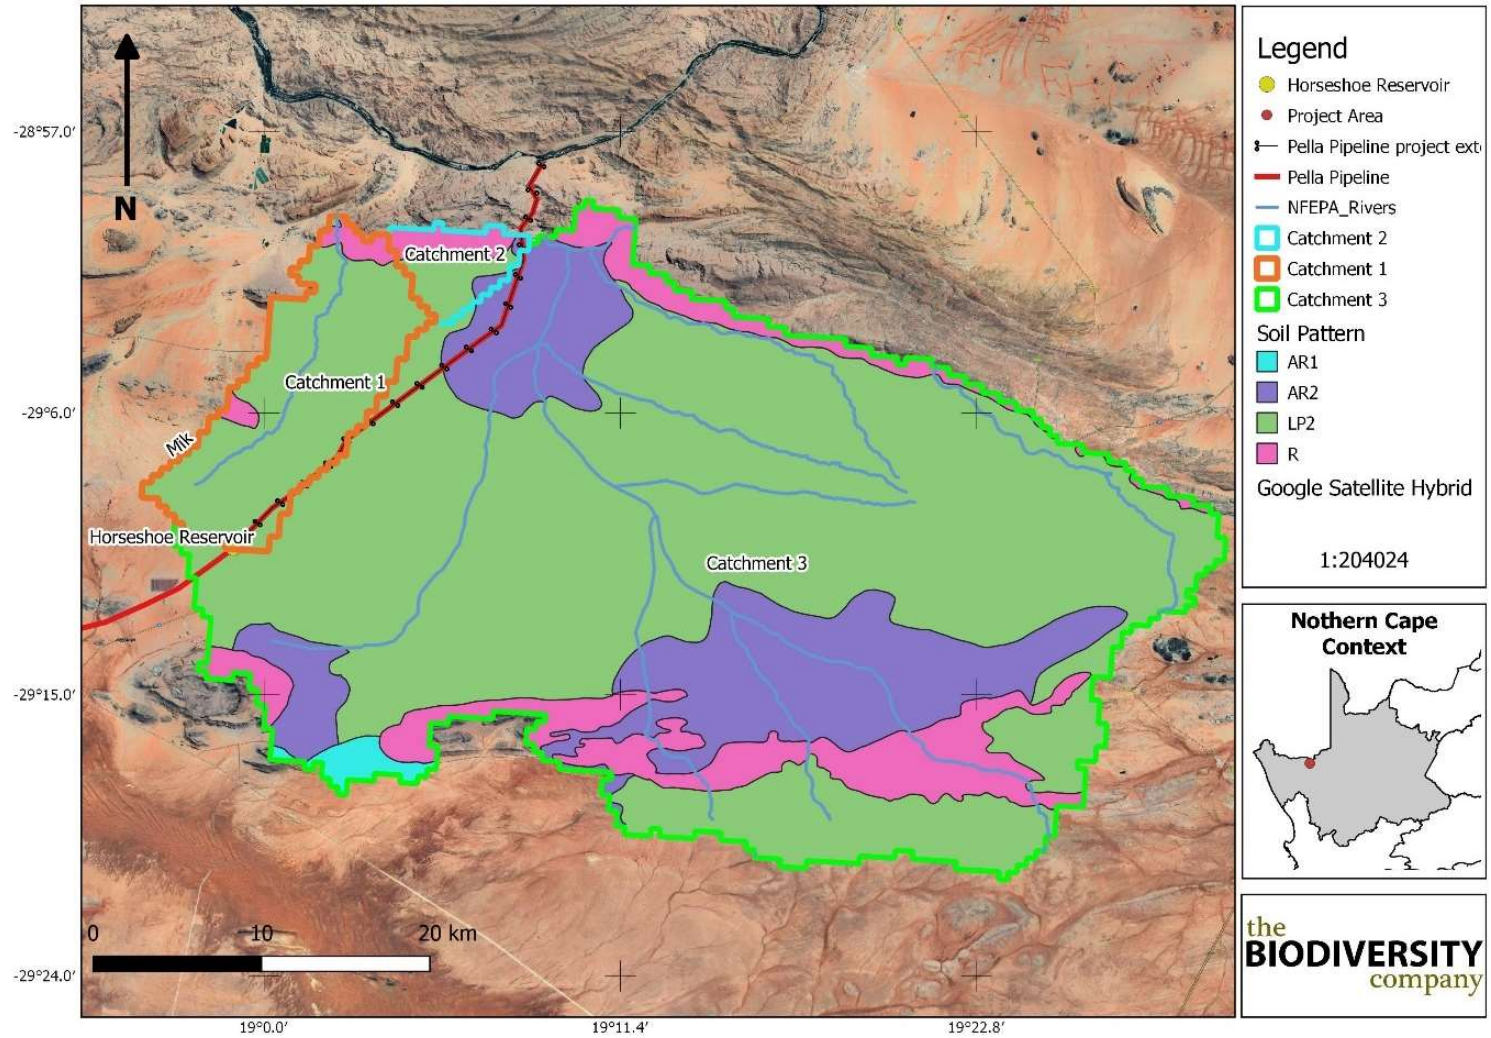 N
-28°57.0'
-29°6.0'
-29°15.0'
-29°24.0'
19°0.0'
19°11.4'
19°22.8'
Catchment 2
Catchment 1
Mik
Horseshoe Reservoir
Catchment 3
0 10 20 km
Legend
Horseshoe Reservoir
Project Area
Pella Pipeline project ext
Pella Pipeline
NFEPA_Rivers
Catchment 2
Catchment 1
Catchment 3
Soil Pattern
AR1
AR2
LP2
R
Google Satellite Hybrid
1:204024
Nothern Cape
Context
the
BIODIVERSITY
company